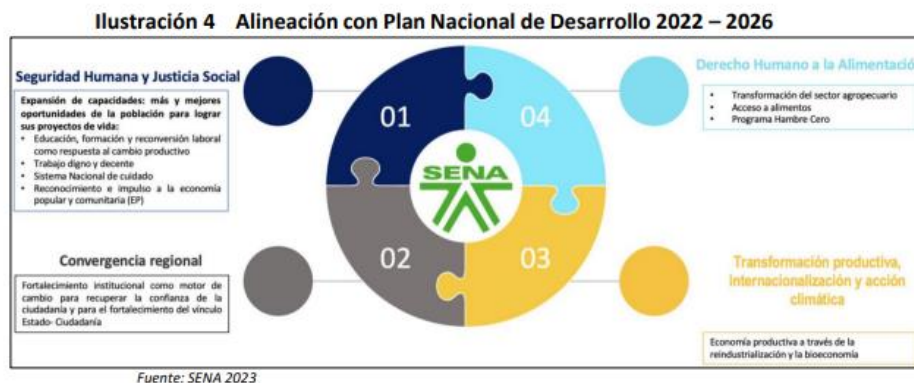 Ilustración 4 Alineación con Plan Nacional de Desarrollo 2022 – 2026
Seguridad Humana y Justicia Social
Expansión de capacidades: más y mejores
oportunidades de la población para lograr
sus proyectos de vida:
• Educación, formación y reconversión laboral
como respuesta al cambio productivo
• Trabajo digno y decente
• Sistema Nacional de cuidado
• Reconocimiento e impulso a la economía
popular y comunitaria (EP)
Convergencia regional
Fortalecimiento institucional como motor de
cambio para recuperar la confianza de la
ciudadanía y para el fortalecimiento del vínculo
Estado- Ciudadanía
01
04
SENA
02
03
Derecho Humano a la Alimentació
• Transformación del sector agropecuario
• Acceso a alimentos
• Programa Hambre Cero
Transformación productiva,
internacionalización y acción
climática
Economía productiva a través de la
reindustrialización y la bioeconomía
Fuente: SENA 2023